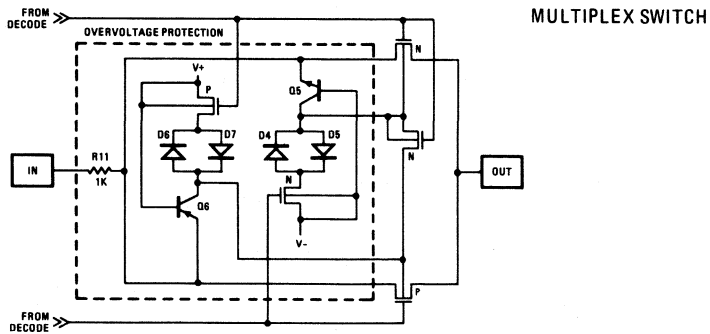 FROM
DECODE
MULTIPLEX SWITCH
OVERVOLTAGE PROTECTION
N
V+
P
Q5
D6
D7
D4
D5
N
R11
IN
1K
OUT
N
Q6
V-
P
FROM
DECODE